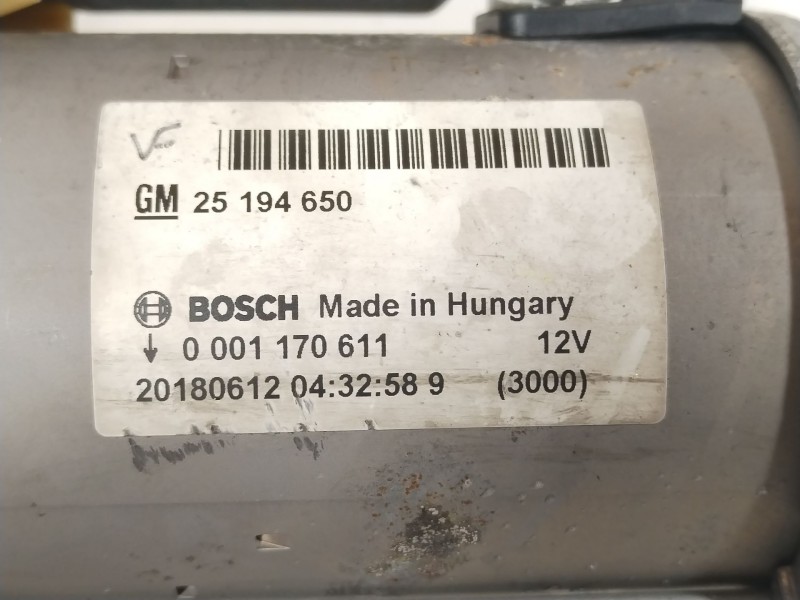 GM 25 194 650
BOSCH Made in Hungary
↓ 0 001 170 611 12V
20180612 04:32:58 9 (3000)